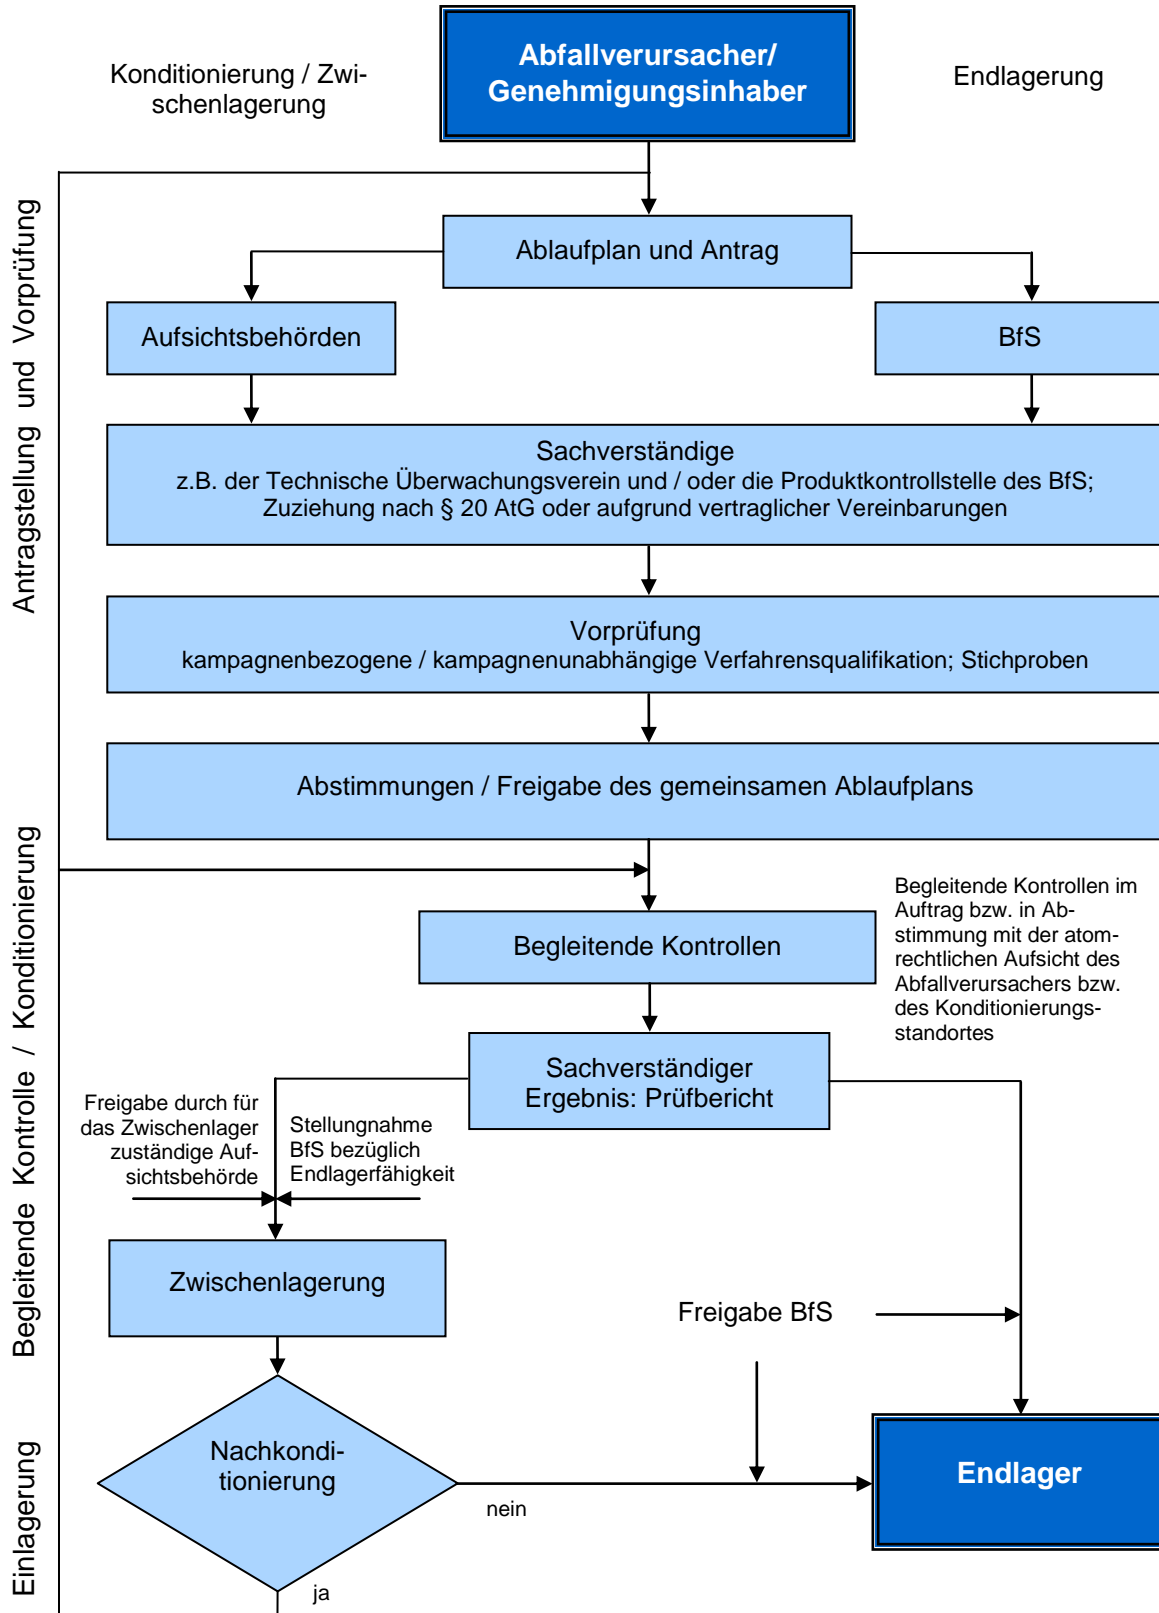 Konditionierung / Zwi-
schenlagerung
Abfallverursacher/
Genehmigungsinhaber
Endlagerung
Antragstellung und Vorprüfung
Ablaufplan und Antrag
Aufsichtsbehörden
BfS
Sachverständige
z.B. der Technische Überwachungsverein und / oder die Produktkontrollstelle des BfS;
Zuziehung nach § 20 AtG oder aufgrund vertraglicher Vereinbarungen
Vorprüfung
kampagnenbezogene / kampagnenunabhängige Verfahrensqualifikation; Stichproben
Abstimmungen / Freigabe des gemeinsamen Ablaufplans
Begleitende Kontrolle / Konditionierung
Begleitende Kontrollen
Begleitende Kontrollen im
Auftrag bzw. in Ab-
stimmung mit der atom-
rechtlichen Aufsicht des
Abfallverursachers bzw.
des Konditionierungs-
standortes
Sachverständiger
Ergebnis: Prüfbericht
Freigabe durch für
das Zwischenlager
zuständige Auf-
sichtsbehörde
Stellungnahme
BfS bezüglich
Endlagerfähigkeit
Zwischenlagerung
Freigabe BfS
Einlagerung
Nachkondi-
tionierung
nein
Endlager
ja